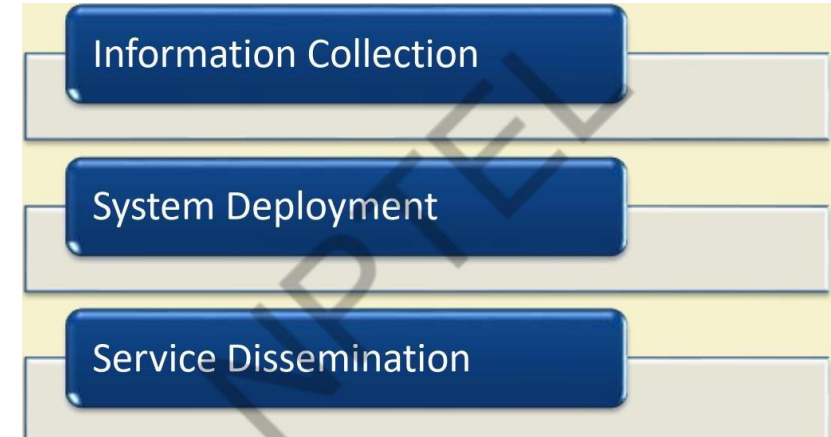 Information Collection
System Deployment
Service Dissemination
NPTEL